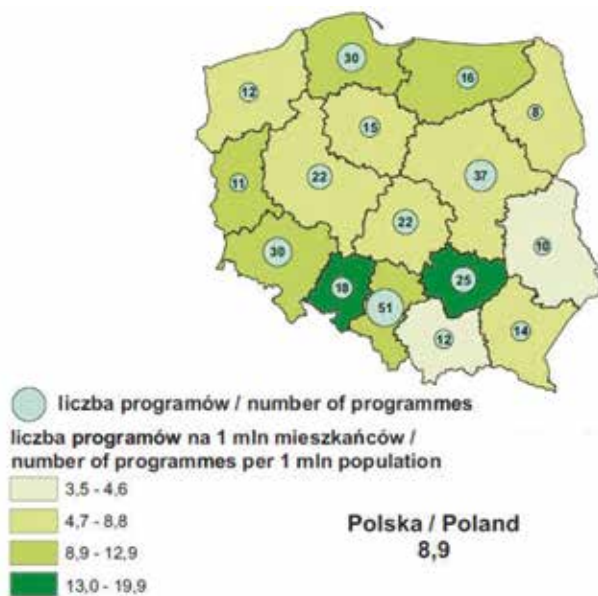 30
16
12
8
15
11
22
37
22
30
10
18
25
51
12
14
liczba programów / number of programmes
liczba programów na 1 mln mieszkańców /
number of programmes per 1 mln population
3,5 - 4,6
4,7 - 8,8
8,9 - 12,9
13,0 - 19,9
Polska / Poland
8,9